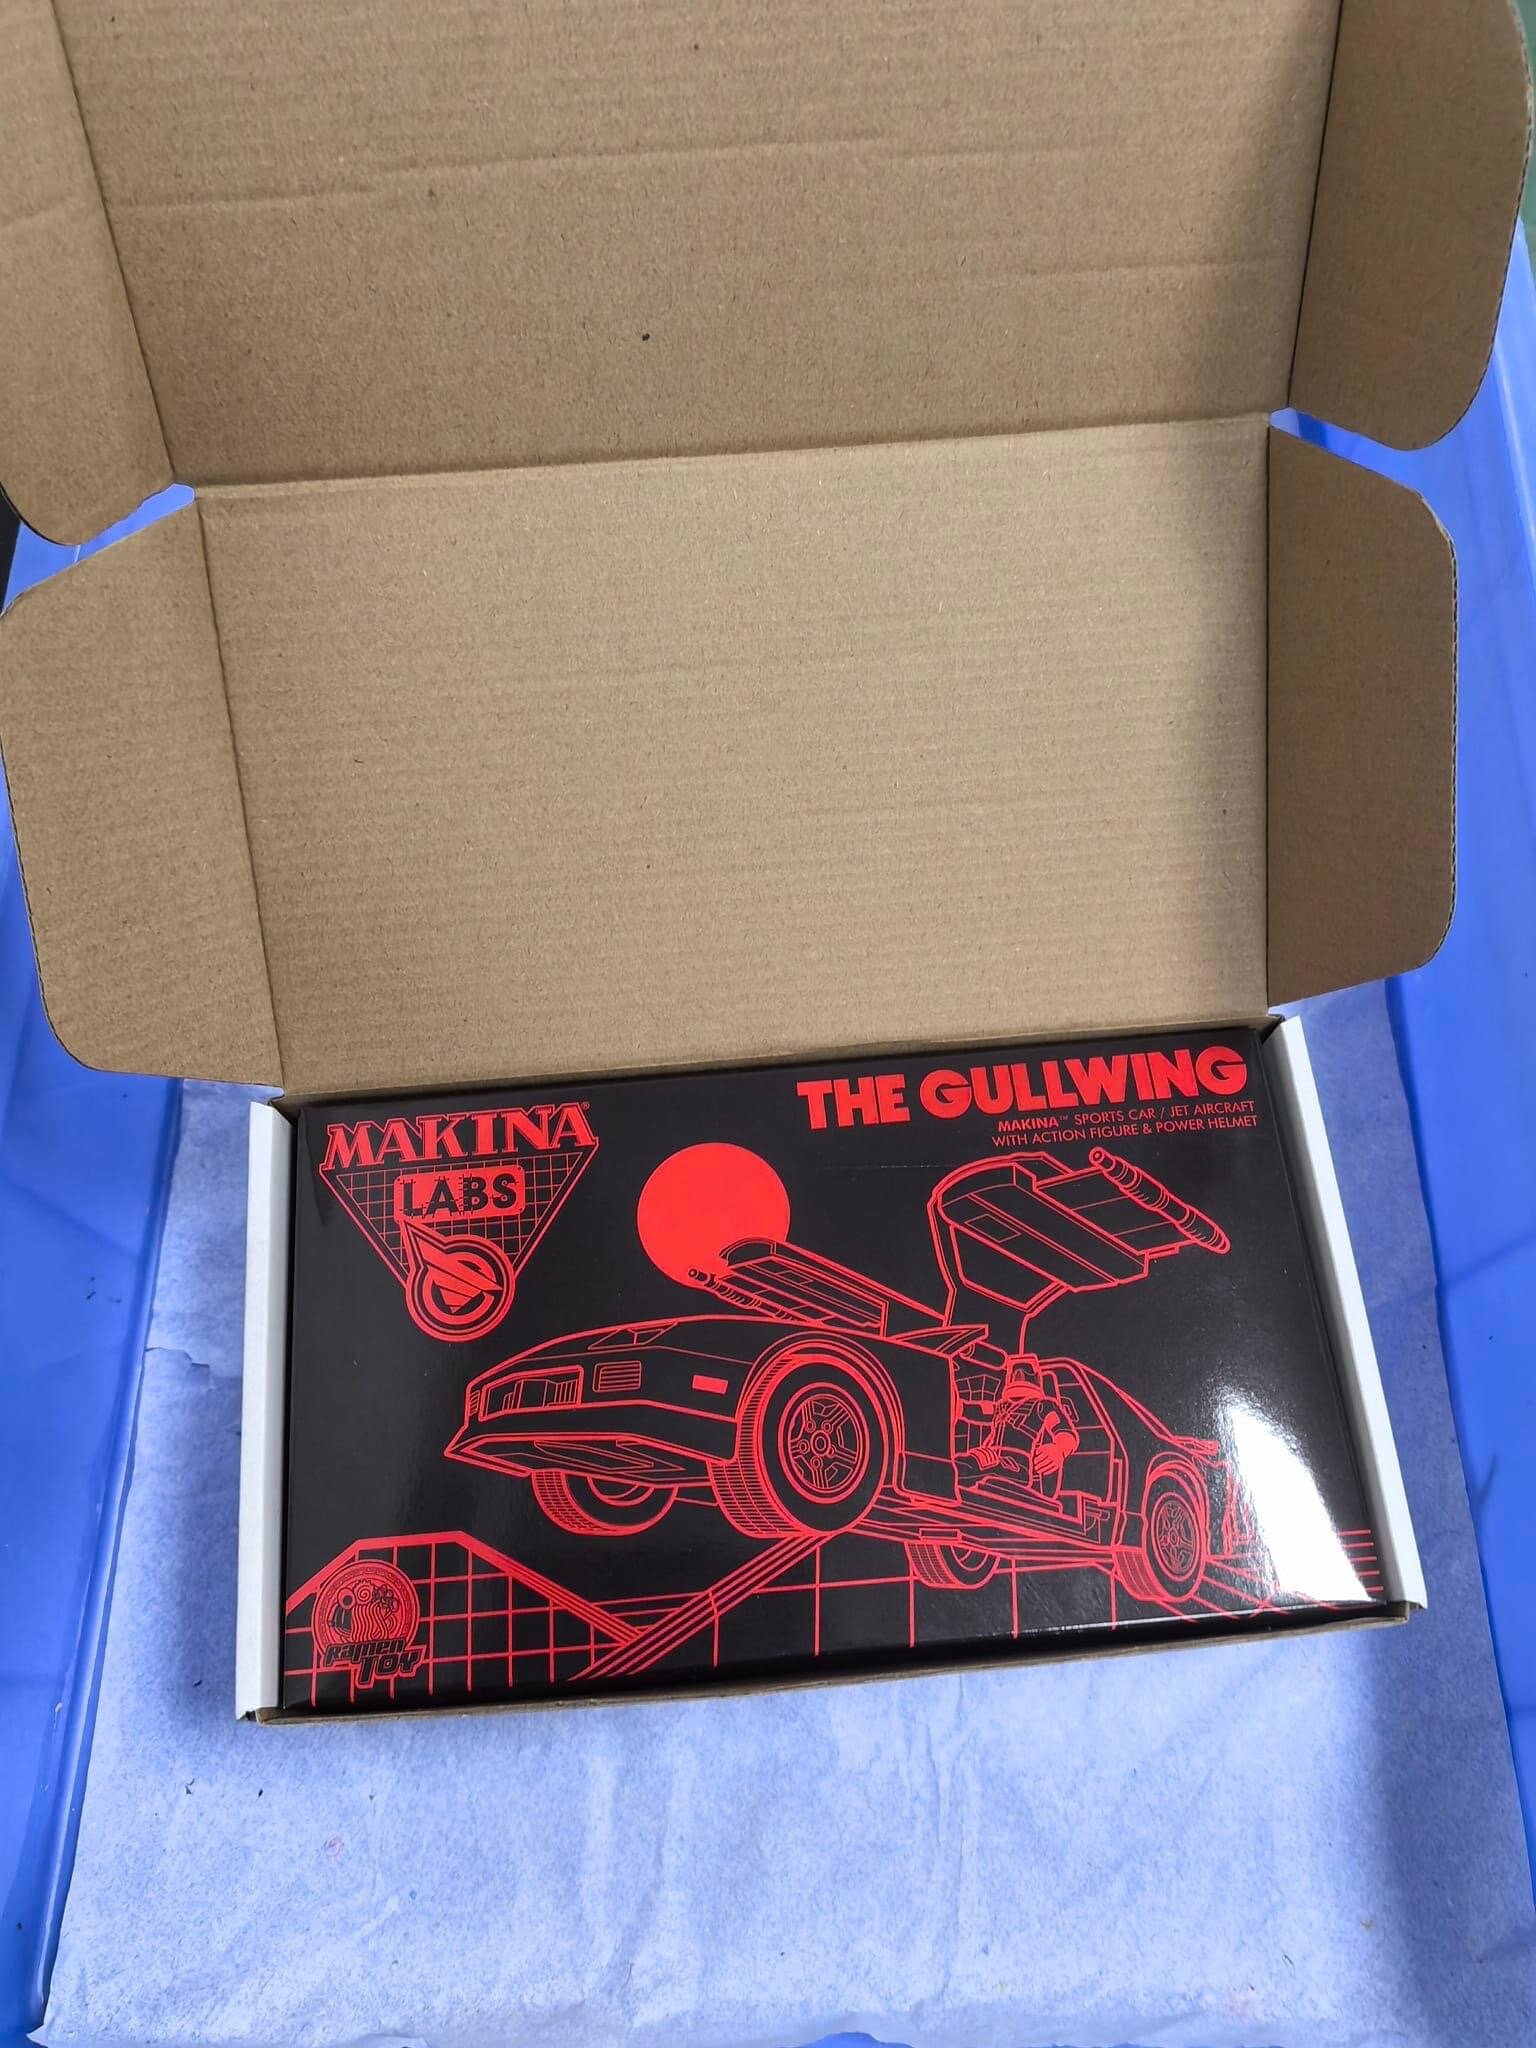 MAKINA®
LABS
THE GULLWING
MAKINA™ SPORTS CAR / JET AIRCRAFT
WITH ACTION FIGURE & POWER HELMET
Ramen
TOY